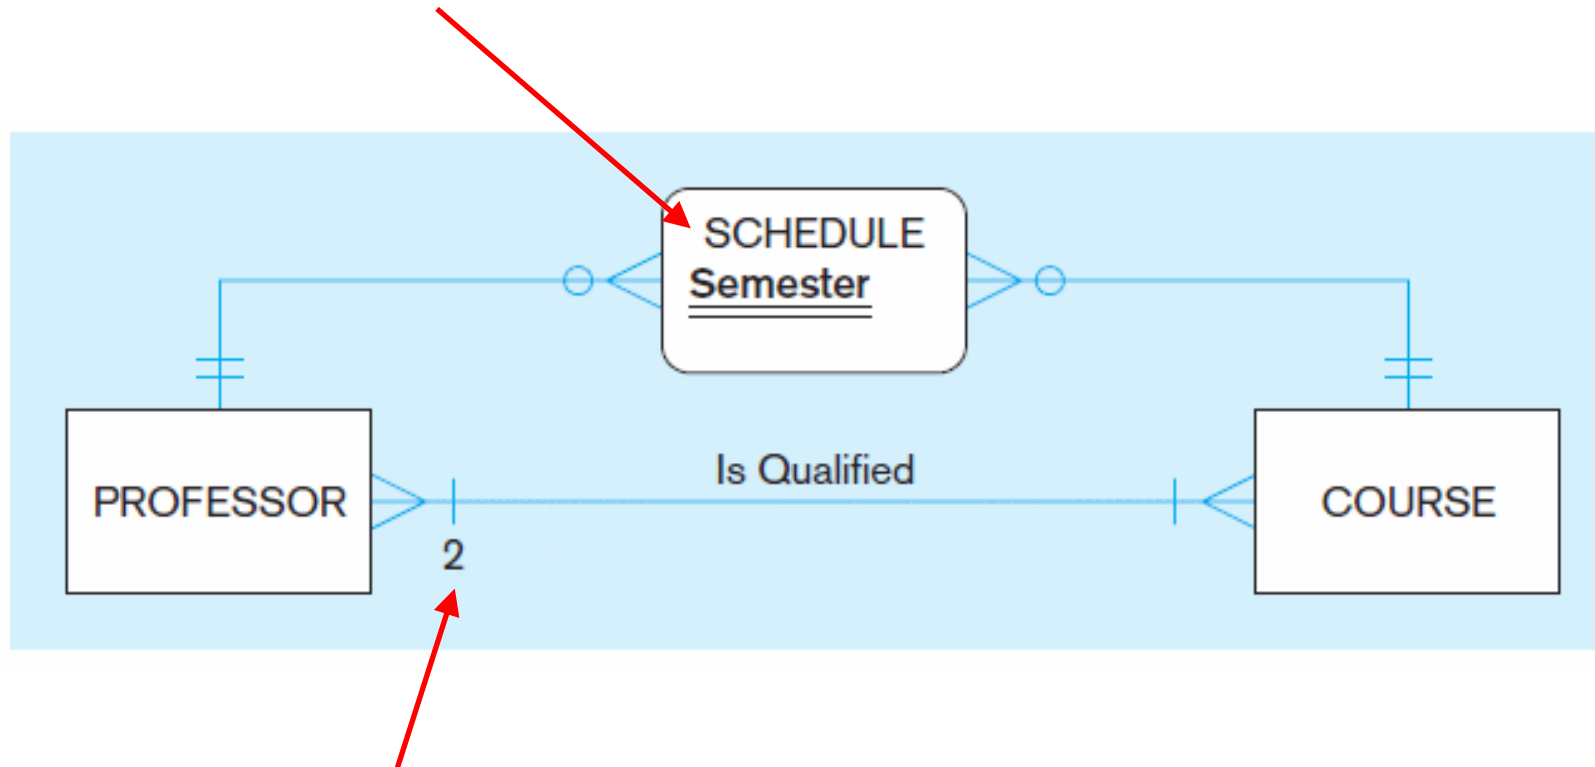 SCHEDULE
Semester
Is Qualified
PROFESSOR
COURSE
2